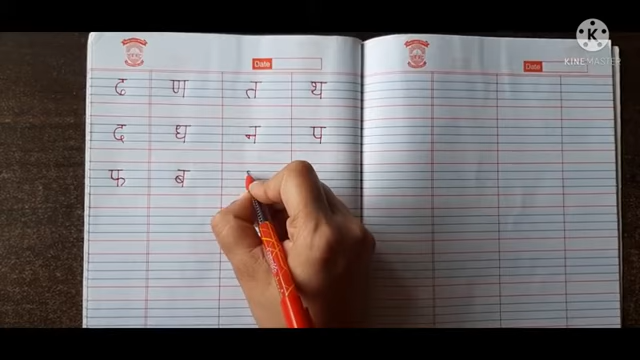 Date
Date
ढ ण त थ
द ध न प
फ ब
K
KINEMASTER